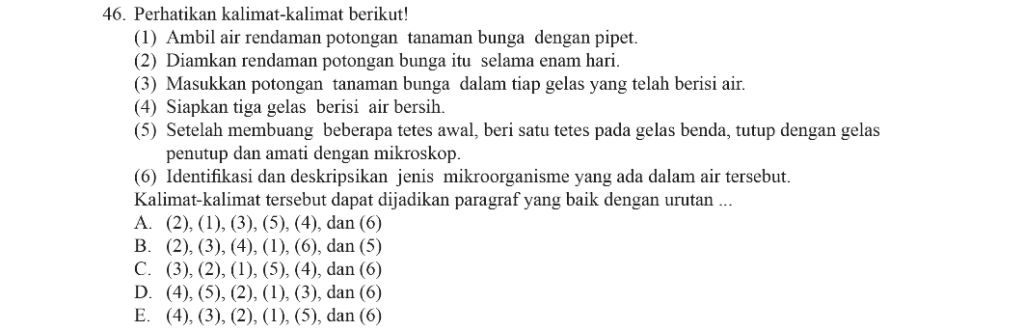 46. Perhatikan kalimat-kalimat berikut!
(1) Ambil air rendaman potongan tanaman bunga dengan pipet.
(2) Diamkan rendaman potongan bunga itu selama enam hari.
(3) Masukkan potongan tanaman bunga dalam tiap gelas yang telah berisi air.
(4) Siapkan tiga gelas berisi air bersih.
(5) Setelah membuang beberapa tetes awal, beri satu tetes pada gelas benda, tutup dengan gelas
penutup dan amati dengan mikroskop.
(6) Identifikasi dan deskripsikan jenis mikroorganisme yang ada dalam air tersebut.
Kalimat-kalimat tersebut dapat dijadikan paragraf yang baik dengan urutan ...
A. (2), (1), (3), (5), (4), dan (6)
B. (2), (3), (4), (1), (6), dan (5)
C. (3), (2), (1), (5), (4), dan (6)
D. (4), (5), (2), (1), (3), dan (6)
E. (4), (3), (2), (1), (5), dan (6)